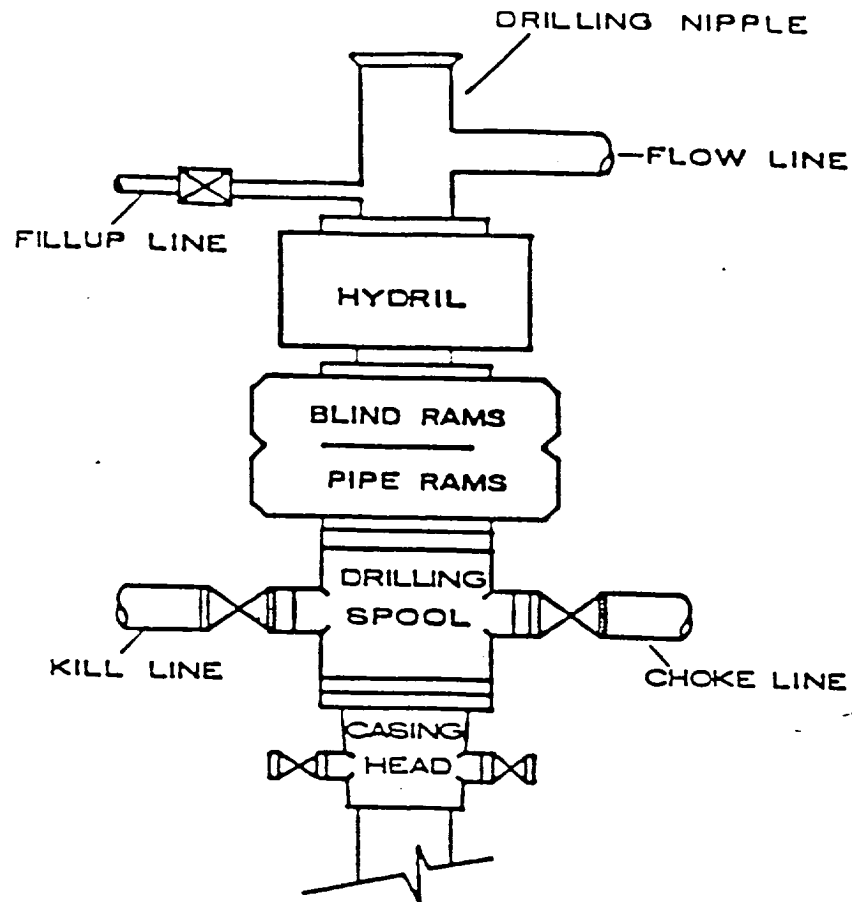 DRILLING NIPPLE
FLOW LINE
FILLUP LINE
HYDRIL
BLIND RAMS
PIPE RAMS
DRILLING
SPOOL
KILL LINE
CHOKE LINE
CASING
HEAD